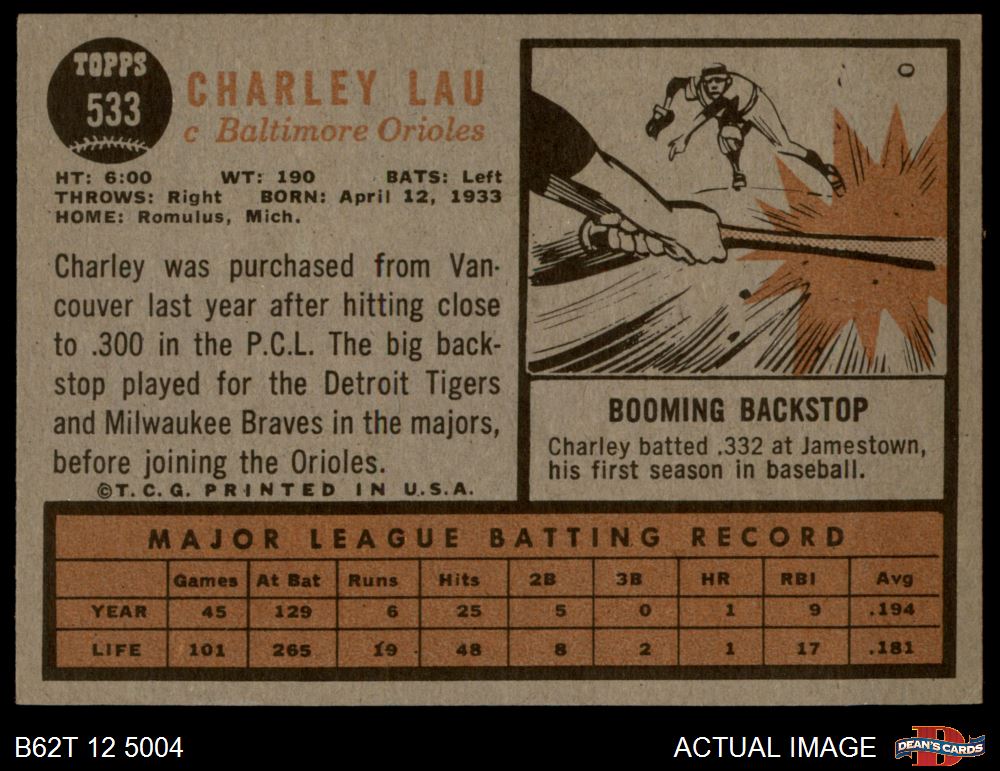 TOPPS
533
CHARLEY LAU
c Baltimore Orioles
HT: 6:00 WT: 190 BATS: Left
THROWS: Right BORN: April 12, 1933
HOME: Romulus, Mich.
Charley was purchased from Van-
couver last year after hitting close
to .300 in the P.C.L. The big back-
stop played for the Detroit Tigers
and Milwaukee Braves in the majors,
before joining the Orioles.
©T. C. G. PRINTED IN U.S.A.
BOOMING BACKSTOP
Charley batted .332 at Jamestown,
his first season in baseball.
MAJOR LEAGUE BATTING RECORD
Games At Bat Runs Hits 2B 3B HR RBI Avg
YEAR 45 129 6 25 5 0 1 9 .194
LIFE 101 265 19 48 8 2 1 17 .181
B62T 12 5004
ACTUAL IMAGE
D
DEAN'S CARDS